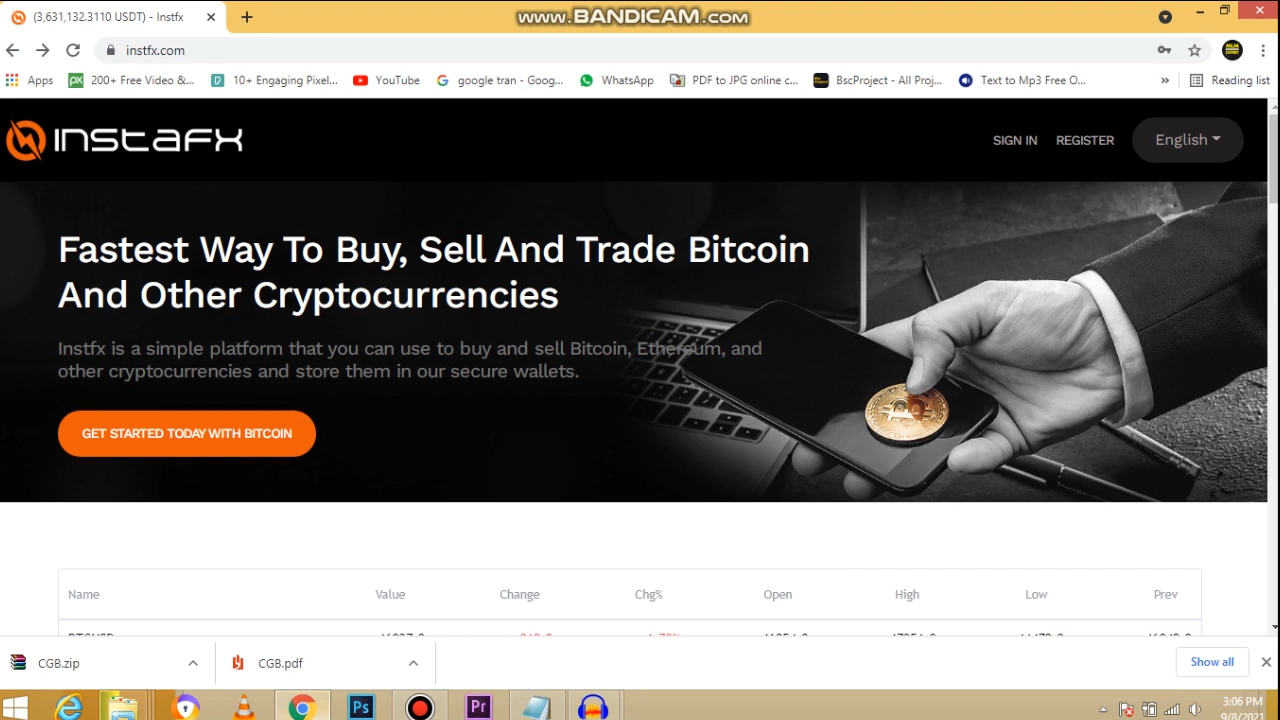 www.BANDICAM.com
(3,631,132.3110 USDT) - Instfx
instfx.com
Apps
200+ Free Video &...
10+ Engaging Pixel...
YouTube
google tran - Goog...
WhatsApp
PDF to JPG online c...
BscProject - All Proj...
Text to Mp3 Free O...
»
Reading list
INSTAFX
SIGN IN
REGISTER
English
Fastest Way To Buy, Sell And Trade Bitcoin
And Other Cryptocurrencies
Instfx is a simple platform that you can use to buy and sell Bitcoin, Ethereum, and
other cryptocurrencies and store them in our secure wallets.
GET STARTED TODAY WITH BITCOIN
Name Value Change Chg% Open High Low Prev
CGB.zip
CGB.pdf
Show all
Ps
Pr
3:06 PM
9/8/2021